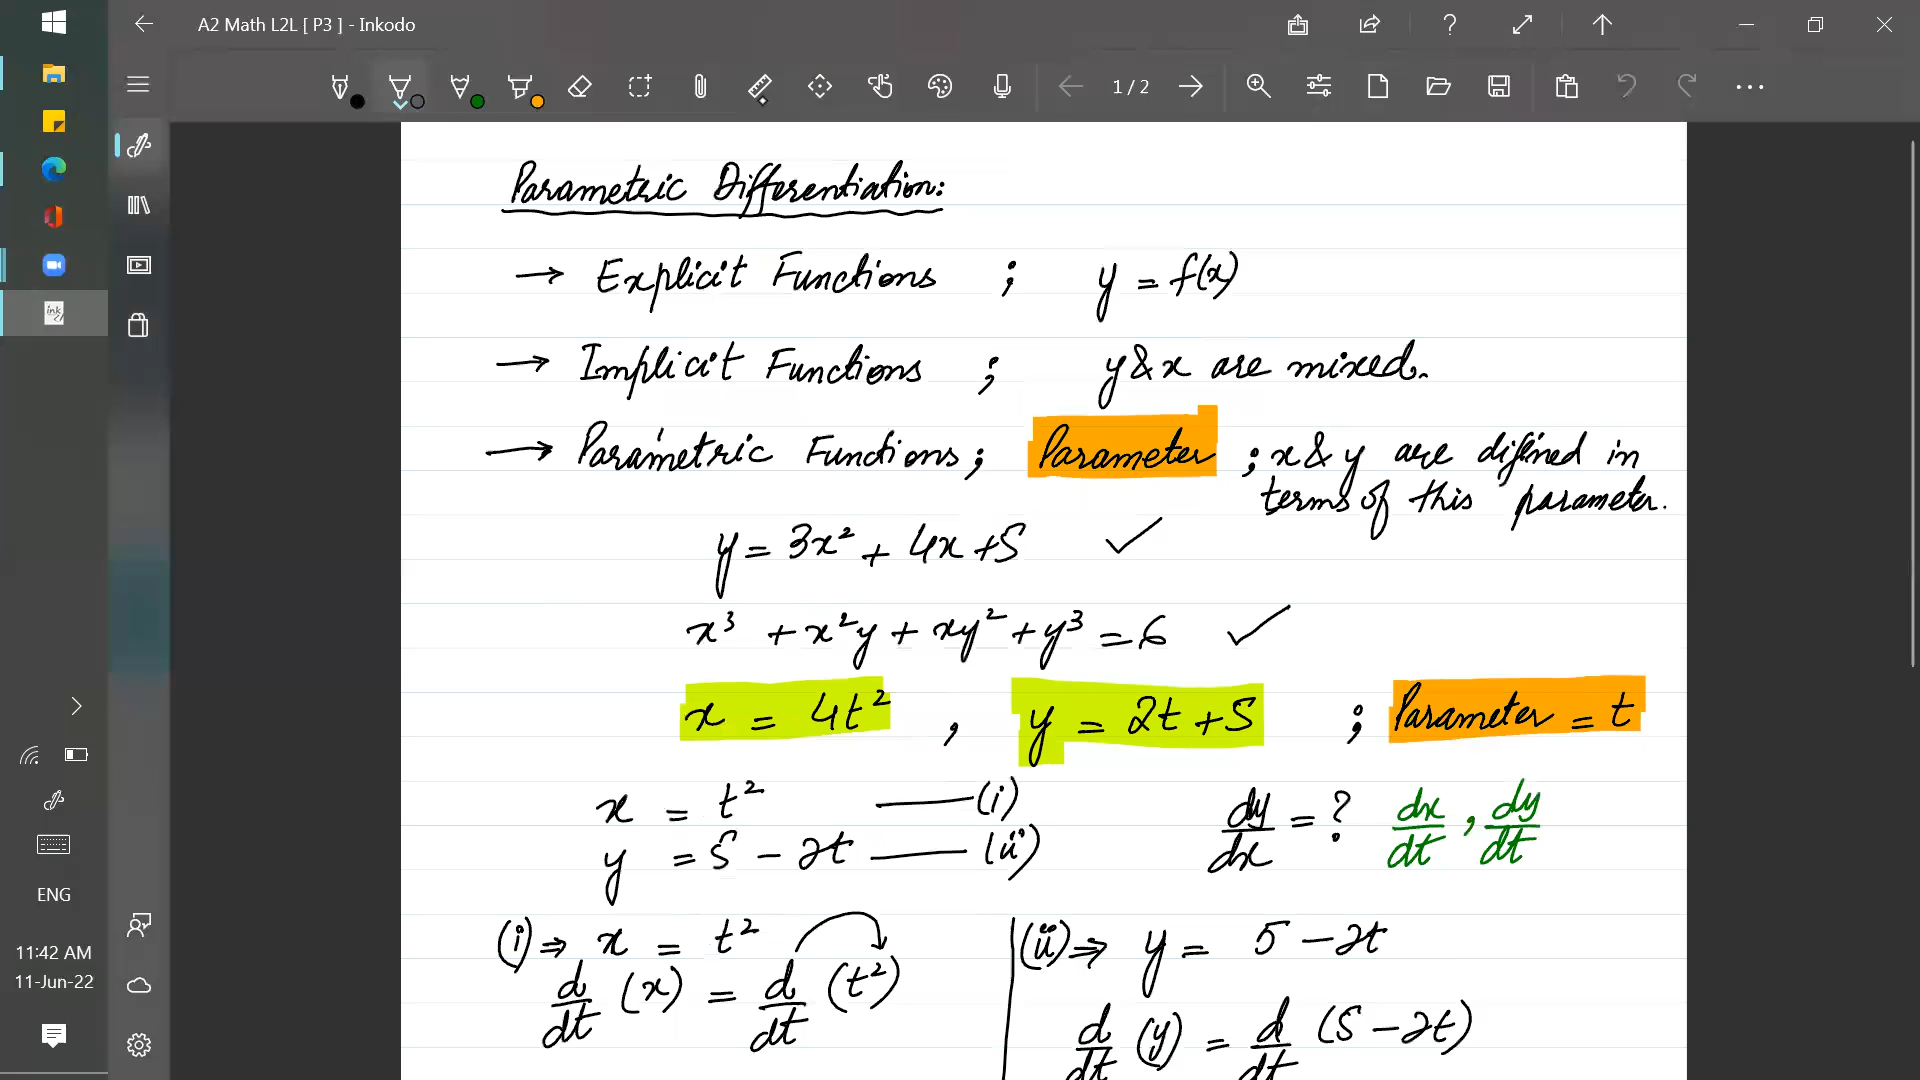 A2 Math L2L [ P3 ] - Inkodo
1 / 2
Parametric Differentiation:
→ Explicit Functions ; y = f(x)
→ Implicit Functions ; y & x are mixed.
→ Parametric Functions ; Parameter ; x & y are difined in
terms of this parameter.
y = 3x² + 4x + 5 ✓
x³ + x²y + xy² + y³ = 6 ✓
x = 4t² , y = 2t + 5 ; Parameter = t
x = t² —— (i)
y = 5 - 2t —— (ii)
dy/dx = ? dx/dt , dy/dt
(i) ⇒ x = t²
d/dt (x) = d/dt (t²)
(ii) ⇒ y = 5 - 2t
d/dt (y) = d/dt (5 - 2t)
ENG
11:42 AM
11-Jun-22